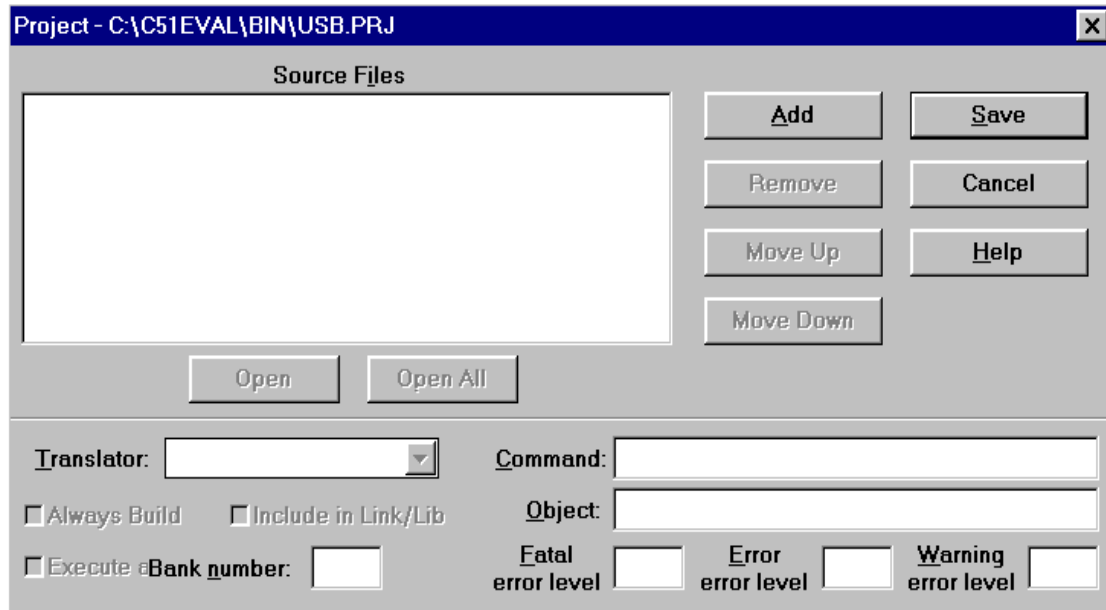 Project - C:\C51EVAL\BIN\USB.PRJ
Source Files
Add
Save
Remove
Cancel
Move Up
Help
Move Down
Open
Open All
Translator:
Command:
Always Build
Include in Link/Lib
Object:
Execute
Bank number:
Fatal error level
Error error level
Warning error level